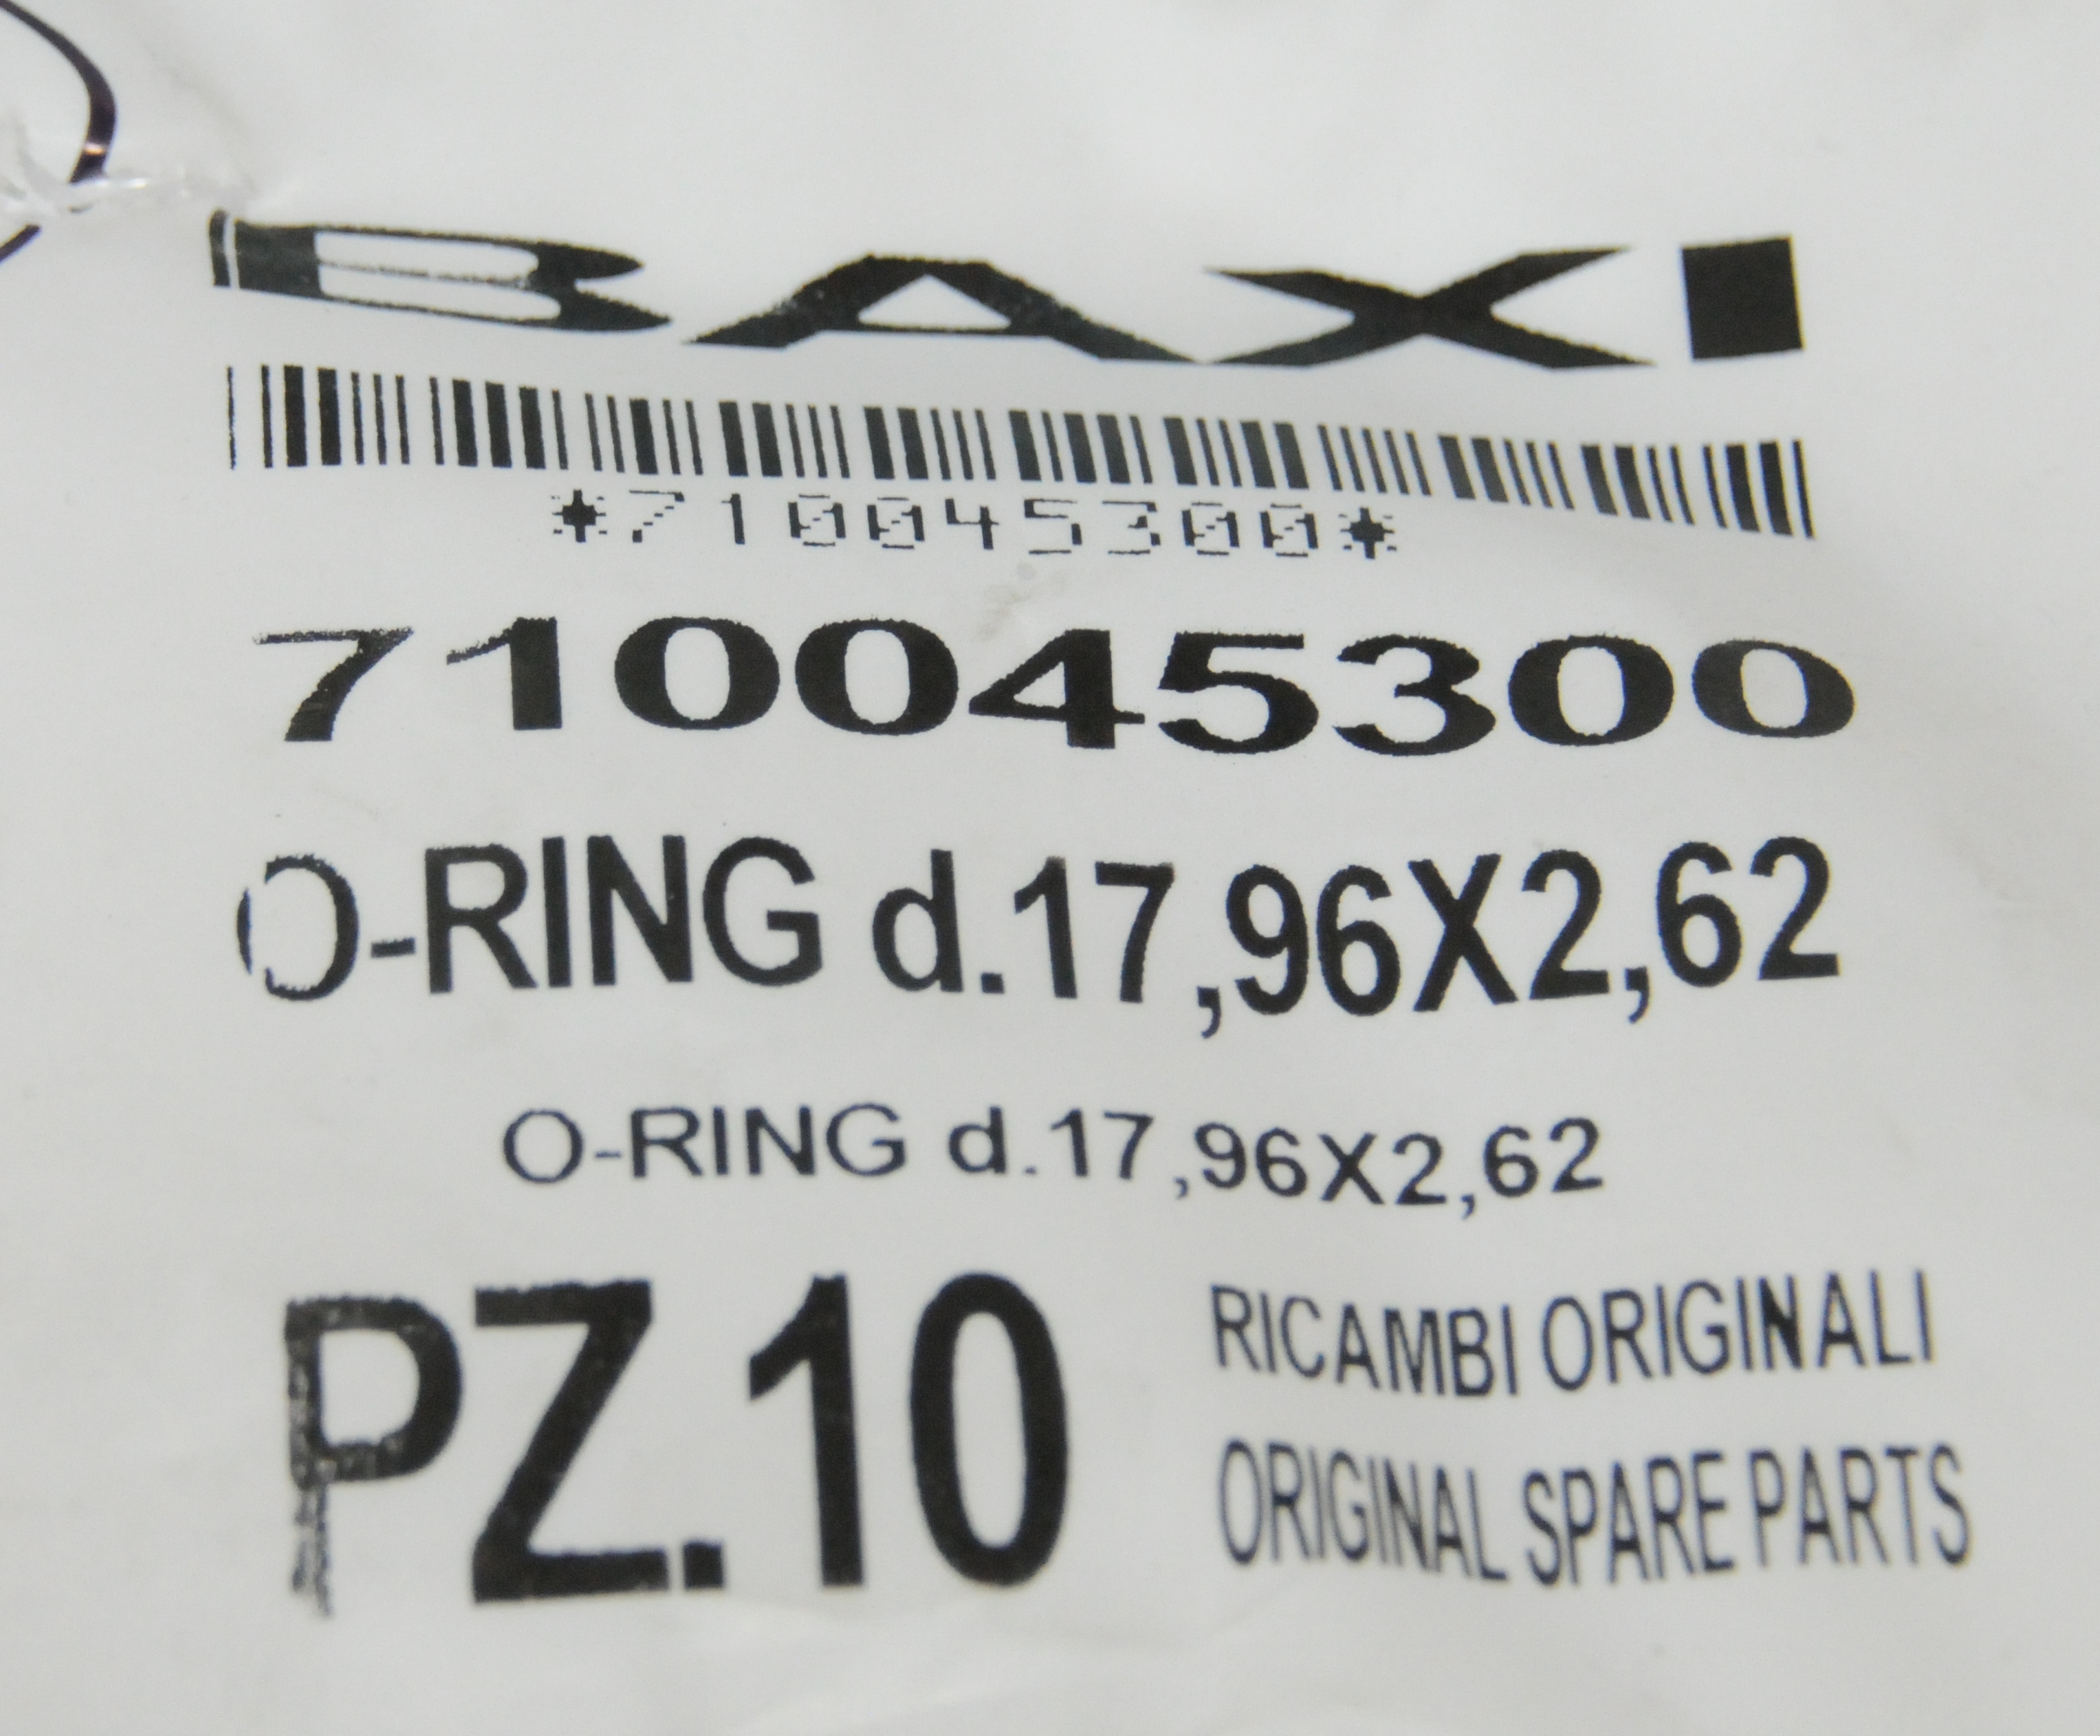 BAXI
*710045300*
710045300
O-RING d.17,96X2,62
O-RING d.17,96X2,62
PZ.10
RICAMBI ORIGINALI
ORIGINAL SPARE PARTS